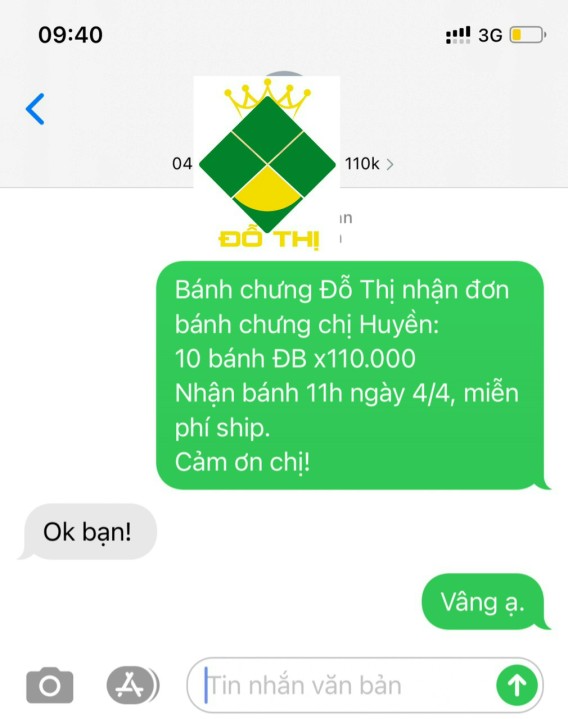 09:40
3G
04
110k
ĐỖ THỊ
Bánh chưng Đỗ Thị nhận đơn
bánh chưng chị Huyền:
10 bánh ĐB x110.000
Nhận bánh 11h ngày 4/4, miễn
phí ship.
Cảm ơn chị!
Ok bạn!
Vâng ạ.
Tin nhắn văn bản